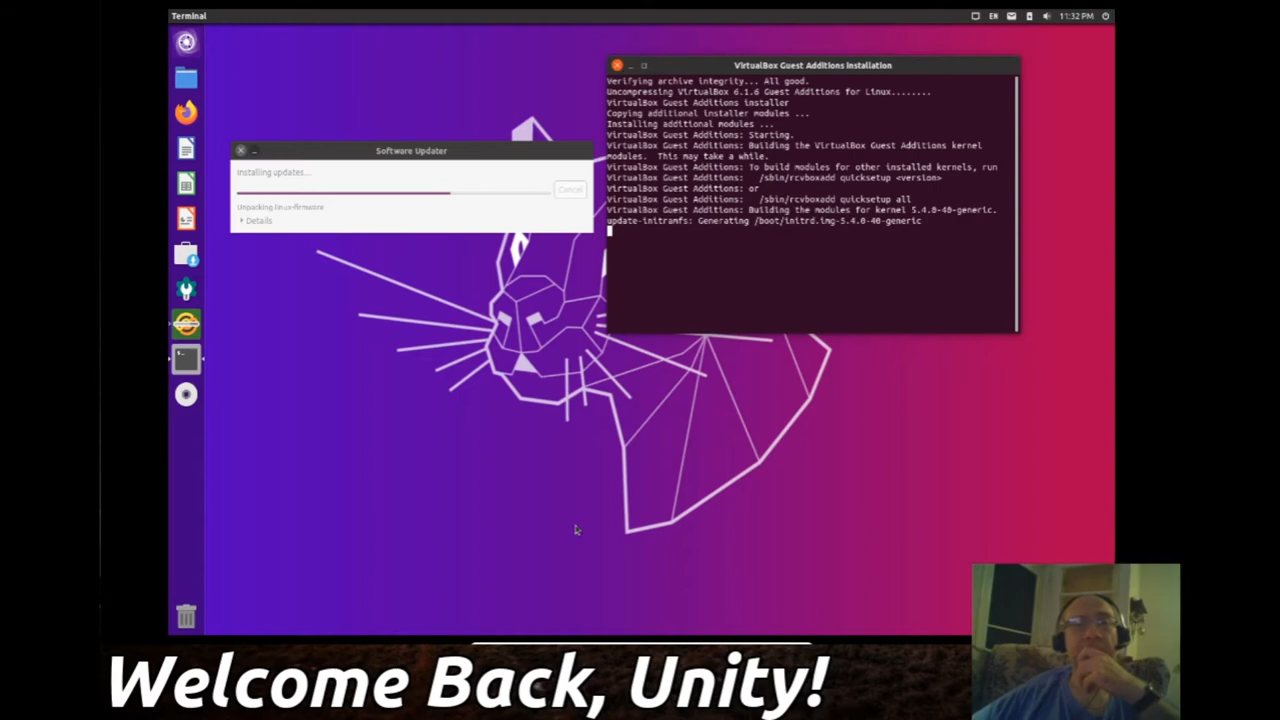 Terminal
EN
11:32 PM
Software Updater
Installing updates...
Cancel
Unpacking linux-firmware
Details
VirtualBox Guest Additions installation
Verifying archive integrity... All good.
Uncompressing VirtualBox 6.1.6 Guest Additions for Linux........
VirtualBox Guest Additions installer
Copying additional installer modules ...
Installing additional modules ...
VirtualBox Guest Additions: Starting.
VirtualBox Guest Additions: Building the VirtualBox Guest Additions kernel
modules.  This may take a while.
VirtualBox Guest Additions: To build modules for other installed kernels, run
VirtualBox Guest Additions:   /sbin/rcvboxadd quicksetup <version>
VirtualBox Guest Additions: or
VirtualBox Guest Additions:   /sbin/rcvboxadd quicksetup all
VirtualBox Guest Additions: Building the modules for kernel 5.4.0-40-generic.
update-initramfs: Generating /boot/initrd.img-5.4.0-40-generic
Welcome Back, Unity!